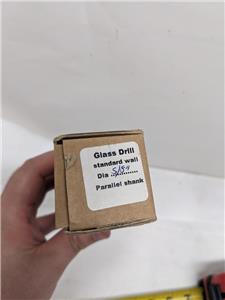 Glass Drill
standard wall
Dia ............
Parallel shank